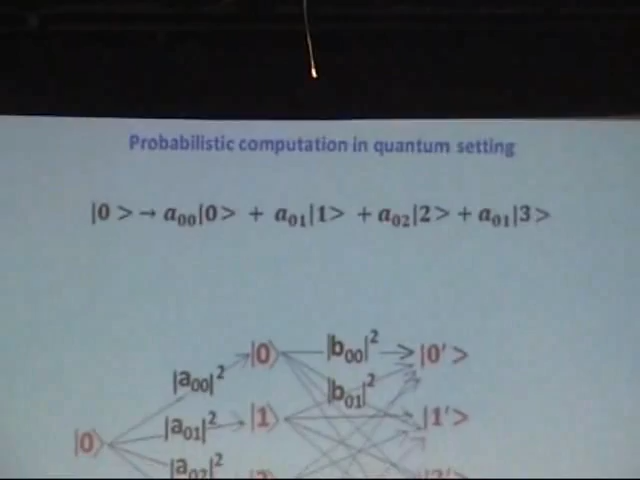 Probabilistic computation in quantum setting
|0 > → a₀₀|0> + a₀₁|1> + a₀₂|2> + a₀₁|3>
|0⟩ |b₀₀|² |0′ >
|a₀₀|² |b₀₁|²
|a₀₁|² |1⟩ |1′>
|0⟩
|a₀₂|²